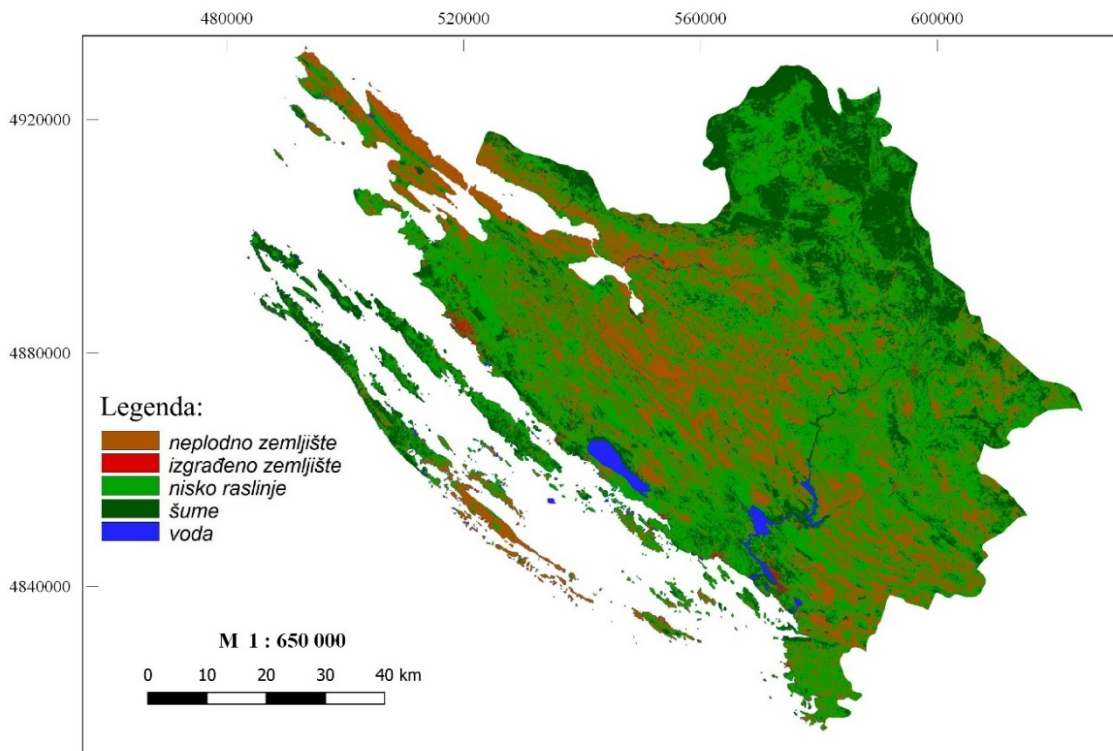 480000 520000 560000 600000
4920000
4880000
Legenda:
neplodno zemljište
izgrađeno zemljište
nisko raslinje
šume
voda
4840000
M 1 : 650 000
0 10 20 30 40 km